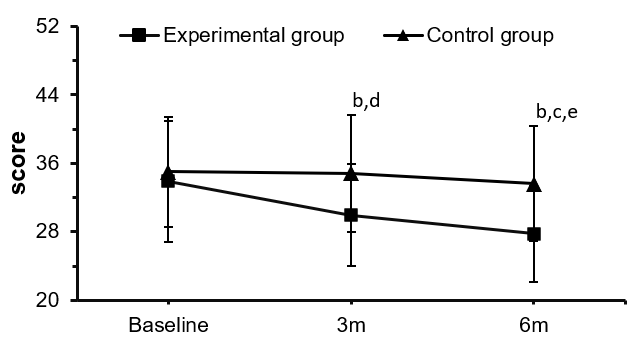 52
Experimental group
Control group
44
b,d
b,c,e
36
score
28
20
Baseline
3m
6m